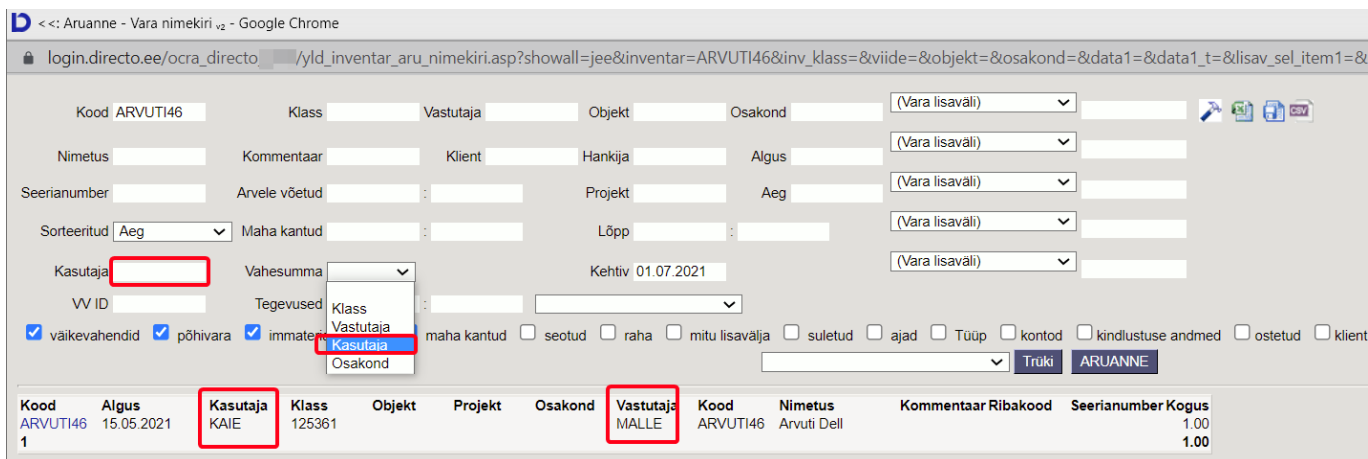 <<: Aruanne - Vara nimekiri v2 - Google Chrome
login.directo.ee/ocra_directo /yld_inventar_aru_nimekiri.asp?showall=jee&inventar=ARVUTI46&inv_klass=&viide=&objekt=&osakond=&data1=&data1_t=&lisav_sel_item1=&
Kood ARVUTI46 Klass Vastutaja Objekt Osakond (Vara lisaväli)
Nimetus Kommentaar Klient Hankija Algus (Vara lisaväli)
Seerianumber Arvele võetud : Projekt Aeg (Vara lisaväli)
Sorteeritud Aeg Maha kantud : Lõpp : (Vara lisaväli)
Kasutaja Vahesumma Kehtiv 01.07.2021 (Vara lisaväli)
VV ID Tegevused :
Klass
Vastutaja
Kasutaja
Osakond
väikevahendid põhivara immateri maha kantud seotud raha mitu lisavälja suletud ajad Tüüp kontod kindlustuse andmed ostetud klient
Trüki ARUANNE
Kood Algus Kasutaja Klass Objekt Projekt Osakond Vastutaja Kood Nimetus Kommentaar Ribakood Seerianumber Kogus
ARVUTI46 15.05.2021 KAIE 125361 MALLE ARVUTI46 Arvuti Dell 1.00
1 1.00